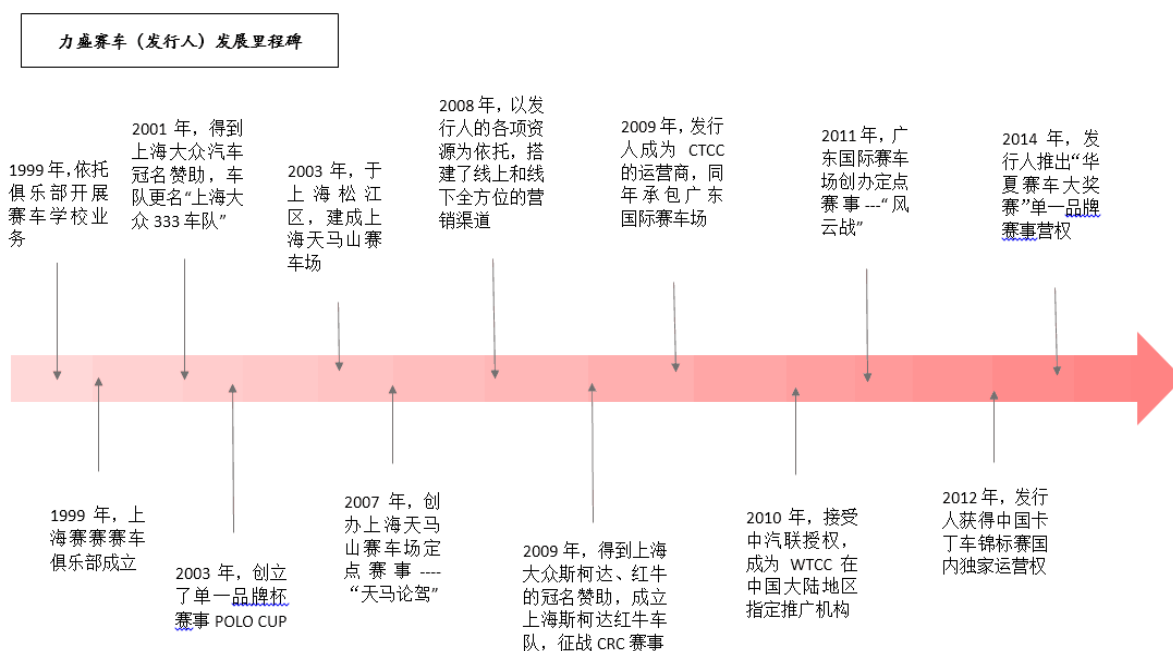 力盛赛车（发行人）发展里程碑
1999年，依托
俱乐部开展
赛车学校业
务
2001 年，得到
上海大众汽车
冠名赞助，车
队更名“上海大
众 333 车队”
2003 年，于
上海松江
区，建成上
海天马山赛
车场
2008 年，以发
行人的各项资
源为依托，搭
建了线上和线
下全方位的营
销渠道
2009 年，发行
人成为 CTCC
的运营商，同
年承包广东
国际赛车场
2011 年，广
东国际赛车
场创办定点
赛事---“风
云战”
2014 年，发
行人推出“华
夏赛车大奖
赛”单一品牌
赛事营权
1999 年，上
海赛赛赛车
俱乐部成立
2003 年，创立
了单一品牌杯
赛事 POLO CUP
2007 年，创
办上海天马
山赛车场定
点赛事----
“天马论驾”
2009 年，得到上海
大众斯柯达、红牛
的冠名赞助，成立
上海斯柯达红牛车
队，征战 CRC 赛事
2010 年，接受
中汽联授权，
成为 WTCC 在
中国大陆地区
指定推广机构
2012 年，发行
人获得中国卡
丁车锦标赛国
内独家运营权